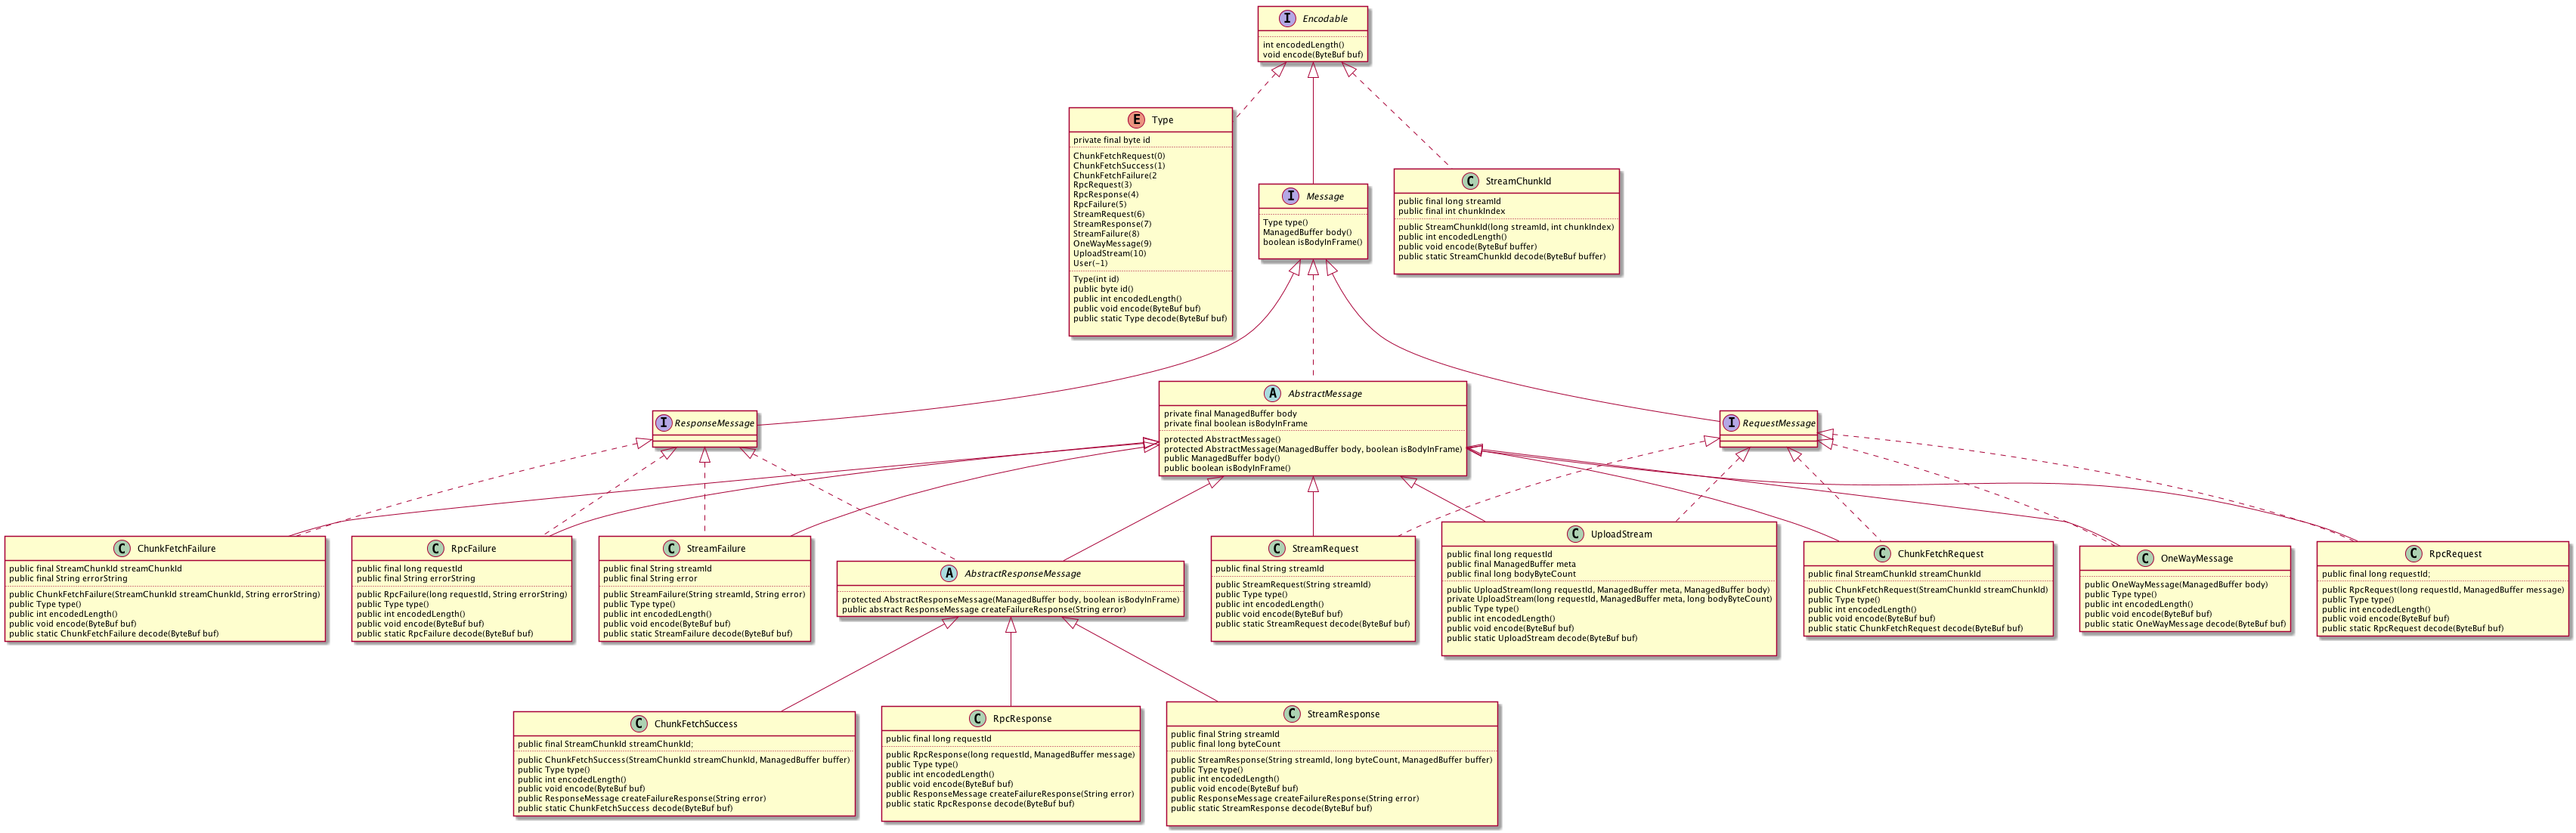 I Encodable
int encodedLength()
void encode(ByteBuf buf)
E Type
private final byte id
ChunkFetchRequest(0)
ChunkFetchSuccess(1)
ChunkFetchFailure(2
RpcRequest(3)
RpcResponse(4)
RpcFailure(5)
StreamRequest(6)
StreamResponse(7)
StreamFailure(8)
OneWayMessage(9)
UploadStream(10)
User(-1)
Type(int id)
public byte id()
public int encodedLength()
public void encode(ByteBuf buf)
public static Type decode(ByteBuf buf)
I Message
Type type()
ManagedBuffer body()
boolean isBodyInFrame()
C StreamChunkId
public final long streamId
public final int chunkIndex
public StreamChunkId(long streamId, int chunkIndex)
public int encodedLength()
public void encode(ByteBuf buffer)
public static StreamChunkId decode(ByteBuf buffer)
I ResponseMessage
A AbstractMessage
private final ManagedBuffer body
private final boolean isBodyInFrame
protected AbstractMessage()
protected AbstractMessage(ManagedBuffer body, boolean isBodyInFrame)
public ManagedBuffer body()
public boolean isBodyInFrame()
I RequestMessage
C ChunkFetchFailure
public final StreamChunkId streamChunkId
public final String errorString
public ChunkFetchFailure(StreamChunkId streamChunkId, String errorString)
public Type type()
public int encodedLength()
public void encode(ByteBuf buf)
public static ChunkFetchFailure decode(ByteBuf buf)
C RpcFailure
public final long requestId
public final String errorString
public RpcFailure(long requestId, String errorString)
public Type type()
public int encodedLength()
public void encode(ByteBuf buf)
public static RpcFailure decode(ByteBuf buf)
C StreamFailure
public final String streamId
public final String error
public StreamFailure(String streamId, String error)
public Type type()
public int encodedLength()
public void encode(ByteBuf buf)
public static StreamFailure decode(ByteBuf buf)
A AbstractResponseMessage
protected AbstractResponseMessage(ManagedBuffer body, boolean isBodyInFrame)
public abstract ResponseMessage createFailureResponse(String error)
C StreamRequest
public final String streamId
public StreamRequest(String streamId)
public Type type()
public int encodedLength()
public void encode(ByteBuf buf)
public static StreamRequest decode(ByteBuf buf)
C UploadStream
public final long requestId
public final ManagedBuffer meta
public final long bodyByteCount
public UploadStream(long requestId, ManagedBuffer meta, ManagedBuffer body)
private UploadStream(long requestId, ManagedBuffer meta, long bodyByteCount)
public Type type()
public int encodedLength()
public void encode(ByteBuf buf)
public static UploadStream decode(ByteBuf buf)
C ChunkFetchRequest
public final StreamChunkId streamChunkId
public ChunkFetchRequest(StreamChunkId streamChunkId)
public Type type()
public int encodedLength()
public void encode(ByteBuf buf)
public static ChunkFetchRequest decode(ByteBuf buf)
C OneWayMessage
public OneWayMessage(ManagedBuffer body)
public Type type()
public int encodedLength()
public void encode(ByteBuf buf)
public static OneWayMessage decode(ByteBuf buf)
C RpcRequest
public final long requestId;
public RpcRequest(long requestId, ManagedBuffer message)
public Type type()
public int encodedLength()
public void encode(ByteBuf buf)
public static RpcRequest decode(ByteBuf buf)
C ChunkFetchSuccess
public final StreamChunkId streamChunkId;
public ChunkFetchSuccess(StreamChunkId streamChunkId, ManagedBuffer buffer)
public Type type()
public int encodedLength()
public void encode(ByteBuf buf)
public ResponseMessage createFailureResponse(String error)
public static ChunkFetchSuccess decode(ByteBuf buf)
C RpcResponse
public final long requestId
public RpcResponse(long requestId, ManagedBuffer message)
public Type type()
public int encodedLength()
public void encode(ByteBuf buf)
public ResponseMessage createFailureResponse(String error)
public static RpcResponse decode(ByteBuf buf)
C StreamResponse
public final String streamId
public final long byteCount
public StreamResponse(String streamId, long byteCount, ManagedBuffer buffer)
public Type type()
public int encodedLength()
public void encode(ByteBuf buf)
public ResponseMessage createFailureResponse(String error)
public static StreamResponse decode(ByteBuf buf)